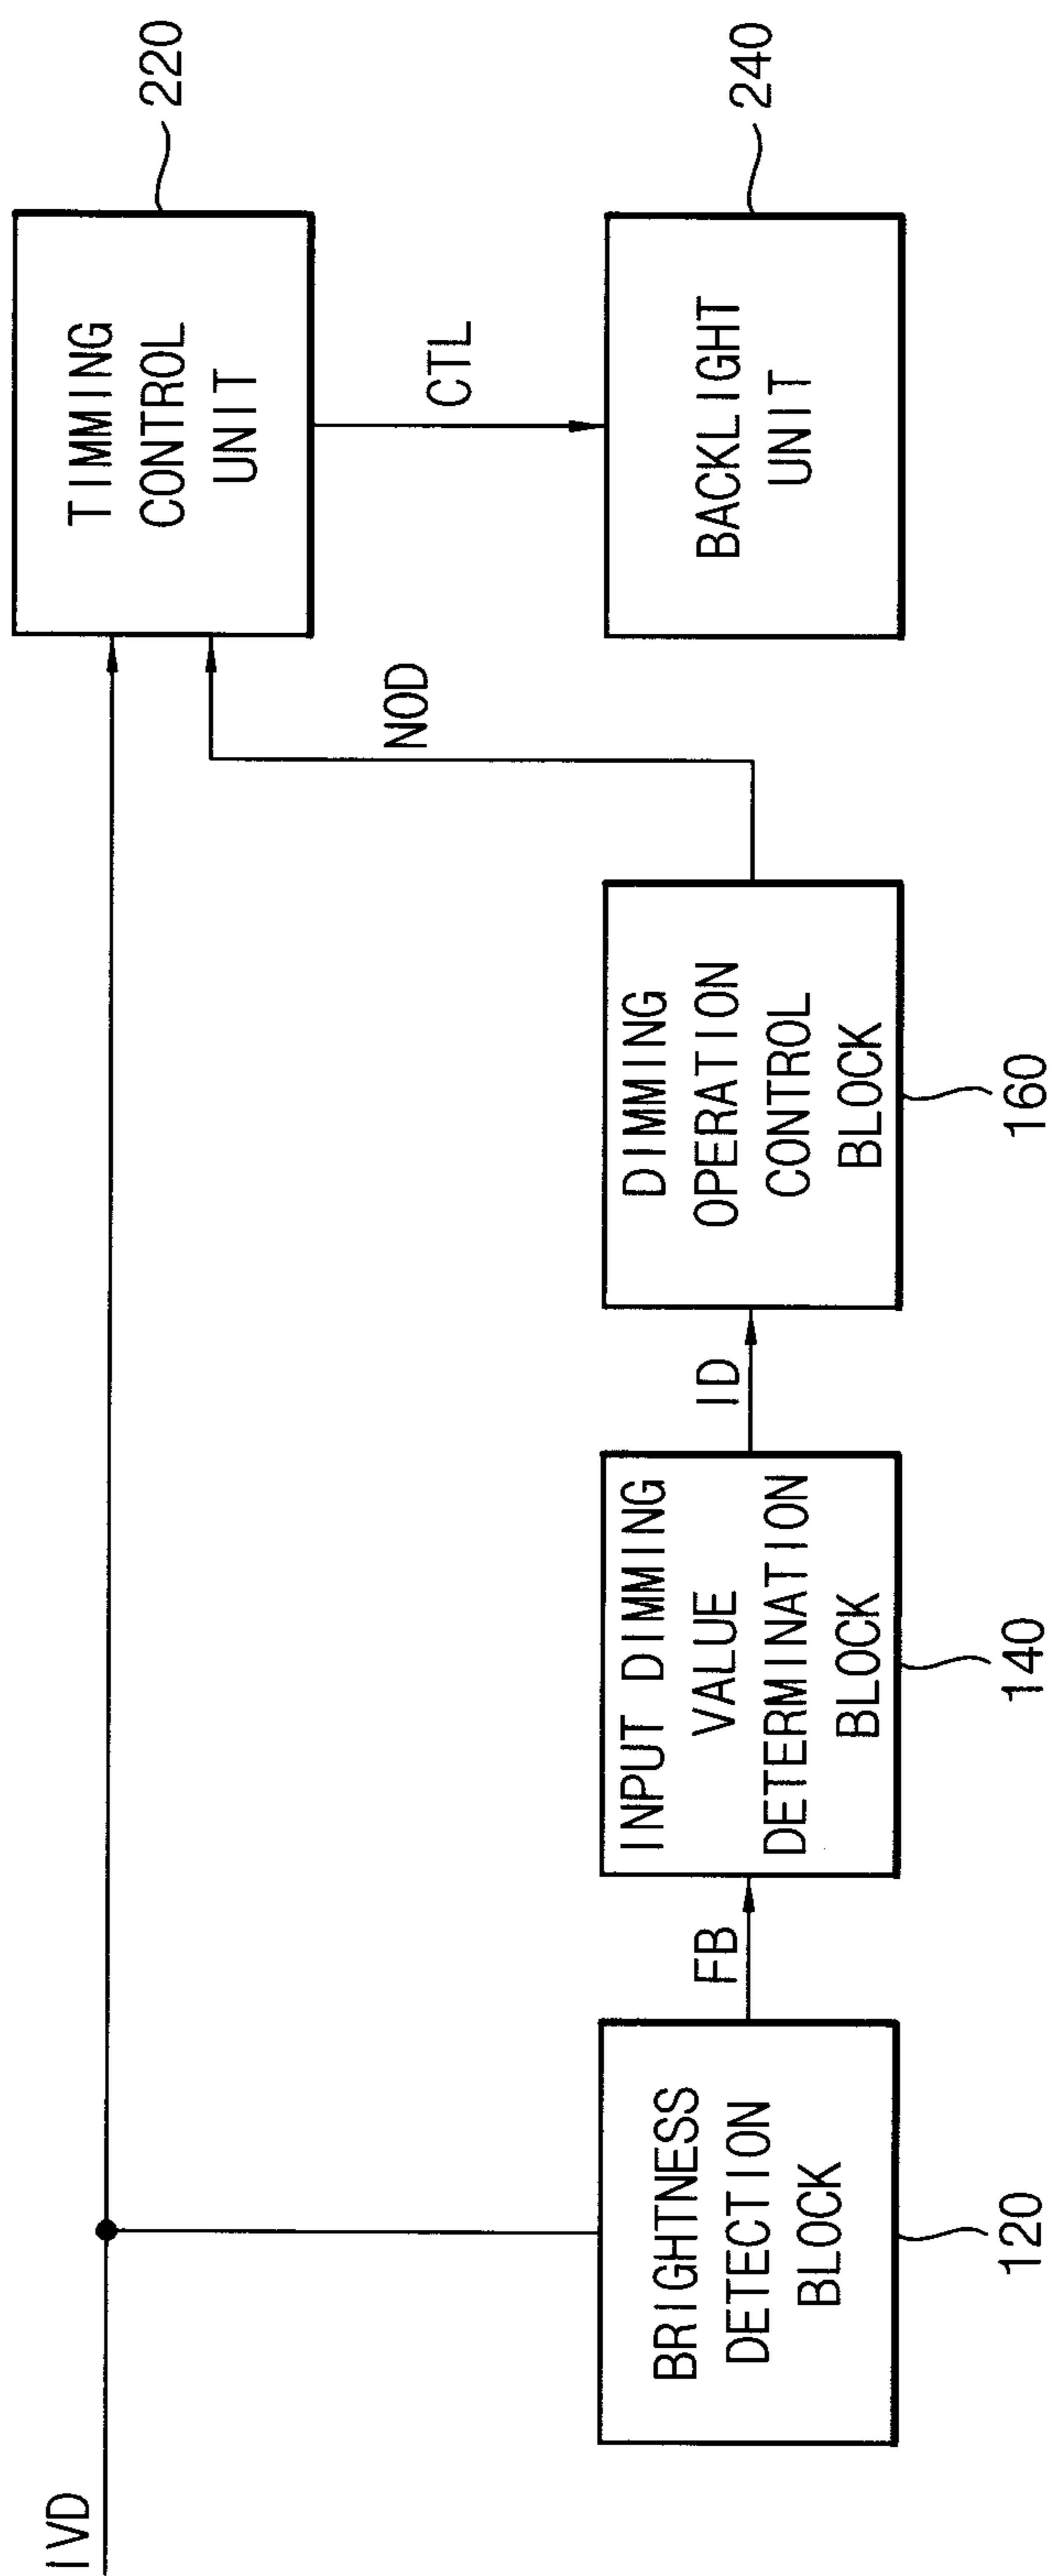 IVD
TIMMING
CONTROL
UNIT
220
NOD
CTL
BRIGHTNESS
DETECTION
BLOCK
120
FB
INPUT DIMMING
VALUE
DETERMINATION
BLOCK
140
ID
DIMMING
OPERATION
CONTROL
BLOCK
160
BACKLIGHT
UNIT
240